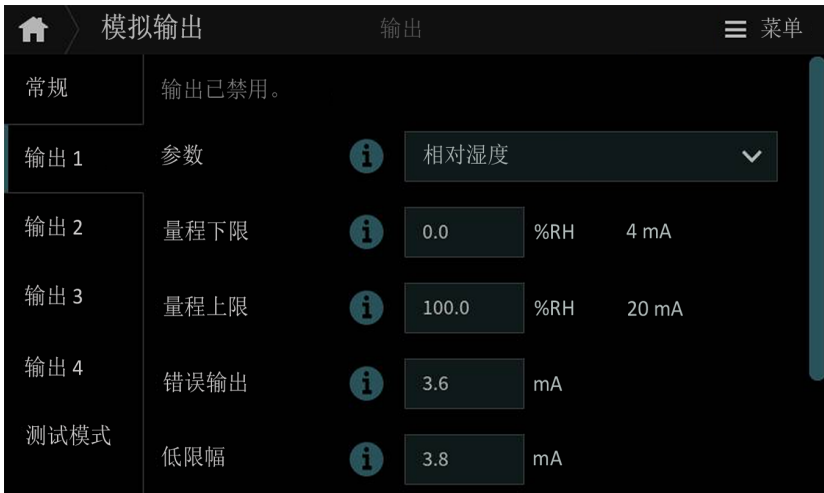 模拟输出 输出 菜单
常规
输出 1
输出 2
输出 3
输出 4
测试模式
输出已禁用。
参数 相对湿度
量程下限 0.0 %RH 4 mA
量程上限 100.0 %RH 20 mA
错误输出 3.6 mA
低限幅 3.8 mA